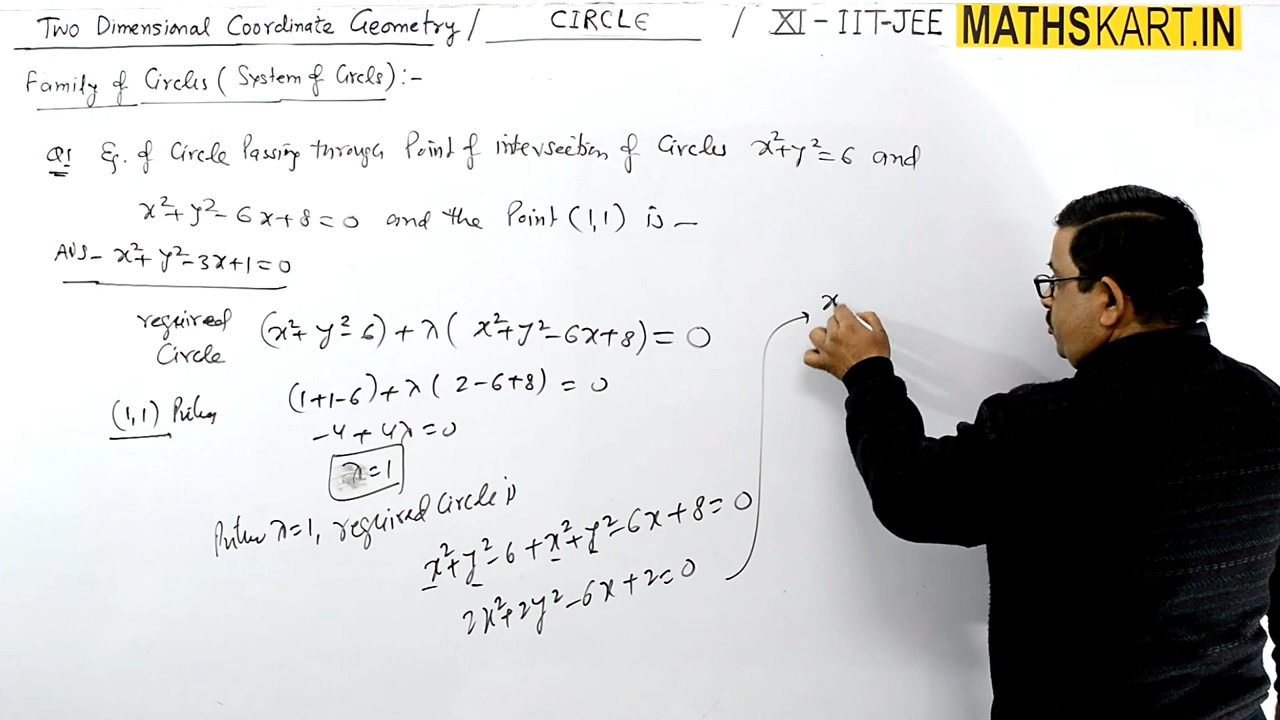 Two Dimensional Coordinate Geometry / CIRCLE / XI - IIT-JEE MATHSKART.IN
Family of Circles ( System of Circls ) :-
Q1 Eq. of Circle Passing through Point of intersection of Circles x²+y²=6 and
x²+y²-6x+8=0 and the Point (1,1) is -
Ans- x²+y²-3x+1=0
required Circle (x²+y²-6)+λ(x²+y²-6x+8)=0
(1,1) (1+1-6)+λ(2-6+8)=0
-4+4λ=0
λ=1
λ=1, required Circle is
x²+y²-6+x²+y²-6x+8=0
2x²+2y²-6x+2=0
x